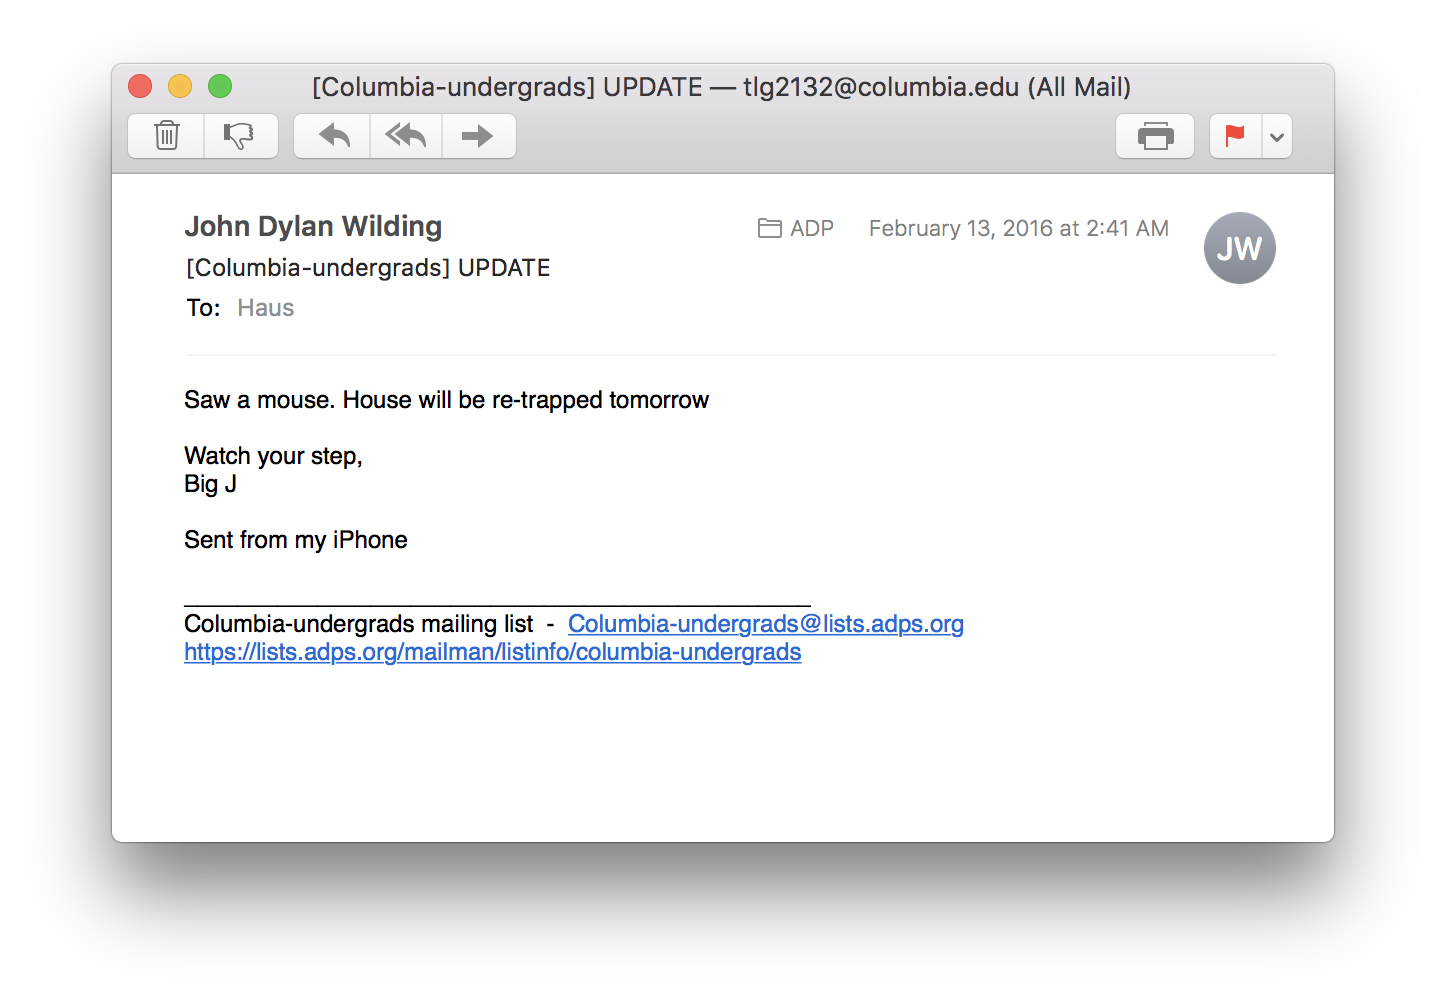 [Columbia-undergrads] UPDATE — tlg2132@columbia.edu (All Mail)
John Dylan Wilding
ADP
February 13, 2016 at 2:41 AM
JW
[Columbia-undergrads] UPDATE
To: Haus
Saw a mouse. House will be re-trapped tomorrow
Watch your step,
Big J
Sent from my iPhone
_______________________________________________
Columbia-undergrads mailing list - Columbia-undergrads@lists.adps.org
https://lists.adps.org/mailman/listinfo/columbia-undergrads